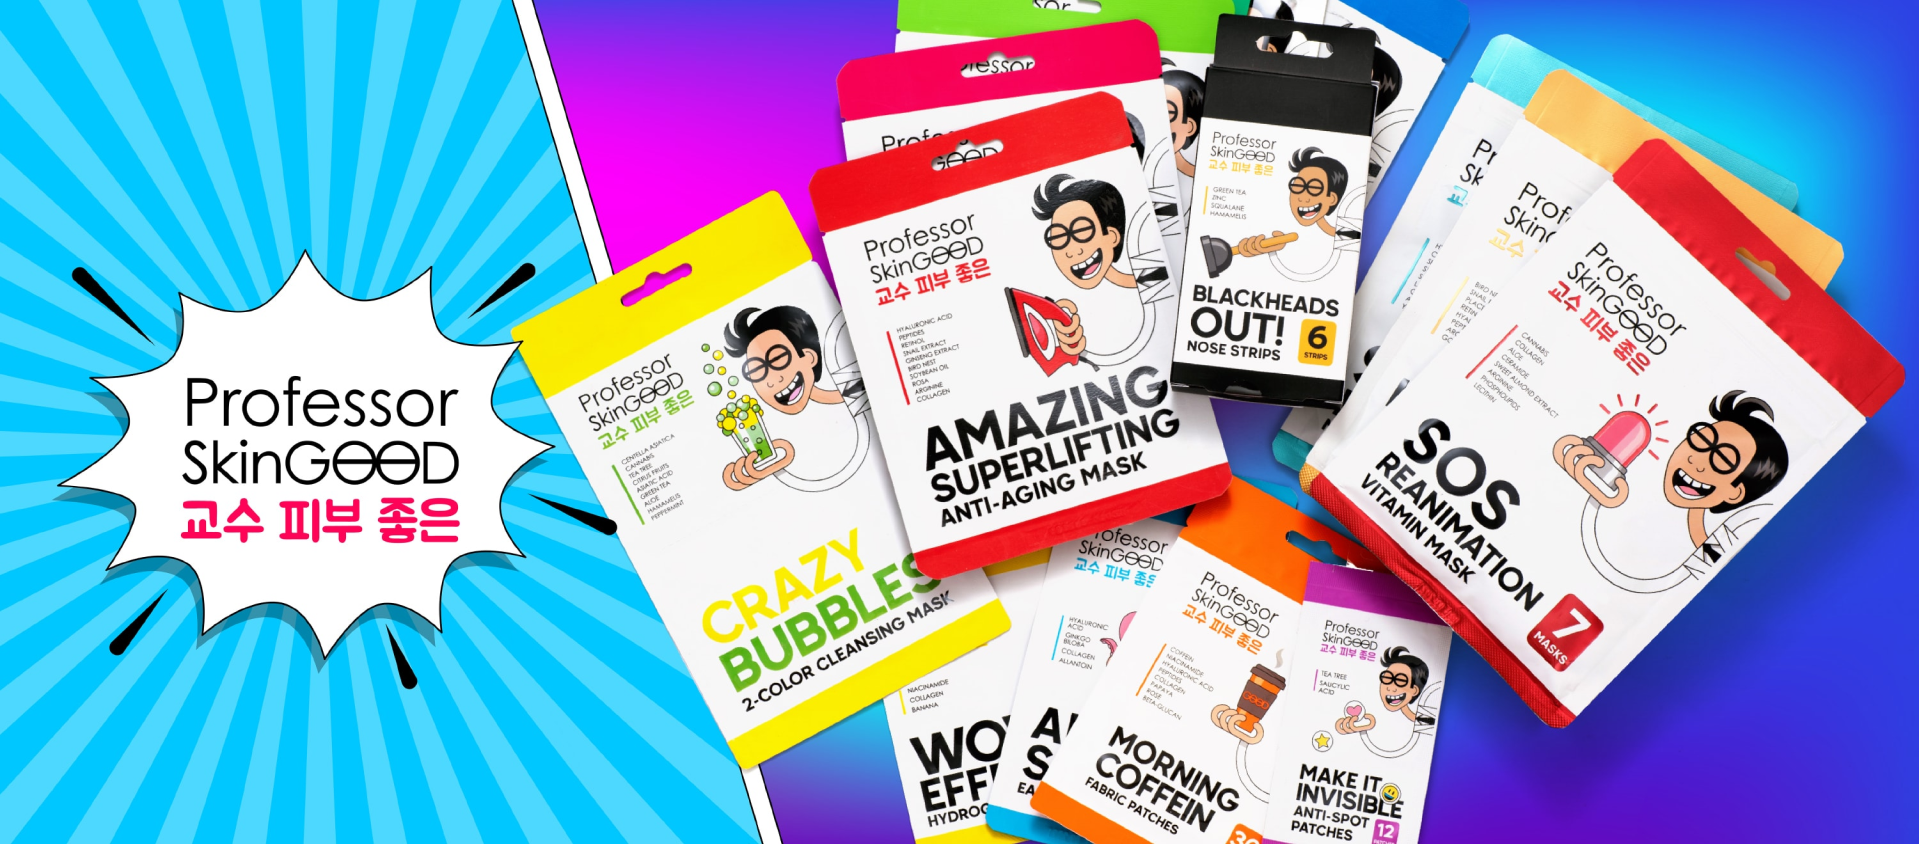 Professor
SkinGOOD
교수 피부 좋은
Professor
SkinGOOD
교수 피부 좋은
CENTELLA ASIATICA
CANNABIS
TEA TREE
CITRUS FRUITS
ASIATIC ACID
GREEN TEA
ALOE
HAMAMELIS
PEPPERMINT
CRAZY
BUBBLES
2-COLOR CLEANSING MASK
Professor
SkinGOOD
교수 피부 좋은
HYALURONIC ACID
PEPTIDES
RETINOL
SNAIL EXTRACT
GINSENG EXTRACT
BIRD NEST
SOYBEAN OIL
ROSA
ARGININE
COLLAGEN
AMAZING
SUPERLIFTING
ANTI-AGING MASK
Professor
SkinGOOD
교수 피부 좋은
GREEN TEA
ZINC
SQUALANE
HAMAMELIS
BLACKHEADS
OUT!
NOSE STRIPS
6
STRIPS
Professor
SkinGOOD
교수 피부 좋은
CANNABIS
COLLAGEN
ALOE
CERAMIDE
SWEET ALMOND EXTRACT
ARGININE
PHOSPHOLIPIDS
LECITHIN
SOS
REANIMATION
VITAMIN MASK
7
MASKS
NIACINAMIDE
COLLAGEN
BANANA
SkinGOOD
교수 피부 좋은
HYALURONIC
ACID
GINKGO
BILOBA
COLLAGEN
ALLANTOIN
Professor
SkinGOOD
교수 피부 좋은
COFFEIN
NIACINAMIDE
HYALURONIC ACID
PEPTIDES
COLLAGEN
PAPAYA
ROSE
BETA-GLUCAN
MORNING
COFFEIN
FABRIC PATCHES
30
Professor
SkinGOOD
교수 피부 좋은
TEA TREE
SALICYLIC
ACID
MAKE IT
INVISIBLE
ANTI-SPOT
PATCHES
12